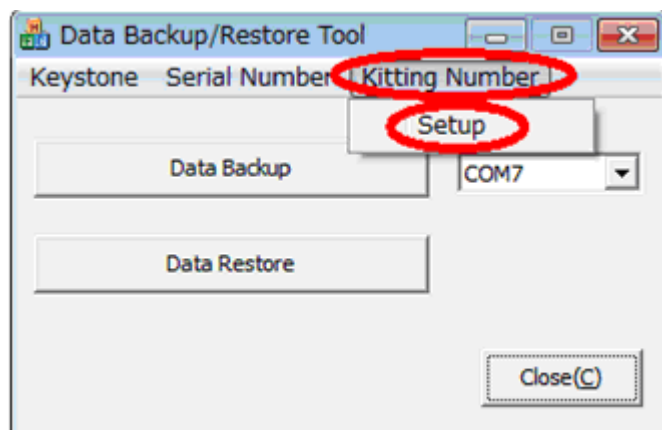 Data Backup/Restore Tool
Keystone Serial Number Kitting Number
Setup
Data Backup COM7
Data Restore
Close(C)